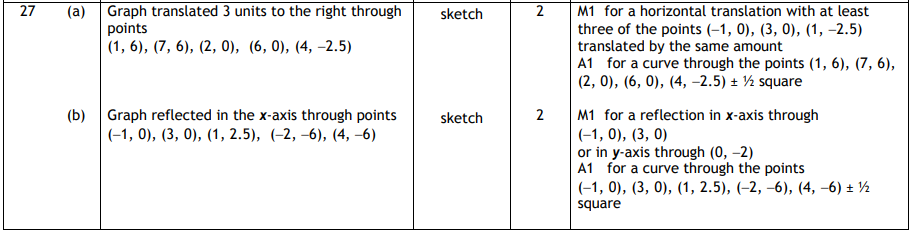 27 (a) Graph translated 3 units to the right through sketch 2 M1 for a horizontal translation with at least
points three of the points (–1, 0), (3, 0), (1, –2.5)
(1, 6), (7, 6), (2, 0), (6, 0), (4, –2.5) translated by the same amount
A1 for a curve through the points (1, 6), (7, 6),
(2, 0), (6, 0), (4, –2.5) ± ½ square
(b) Graph reflected in the x-axis through points sketch 2 M1 for a reflection in x-axis through
(–1, 0), (3, 0), (1, 2.5), (–2, –6), (4, –6) (–1, 0), (3, 0)
or in y-axis through (0, –2)
A1 for a curve through the points
(–1, 0), (3, 0), (1, 2.5), (–2, –6), (4, –6) ± ½
square